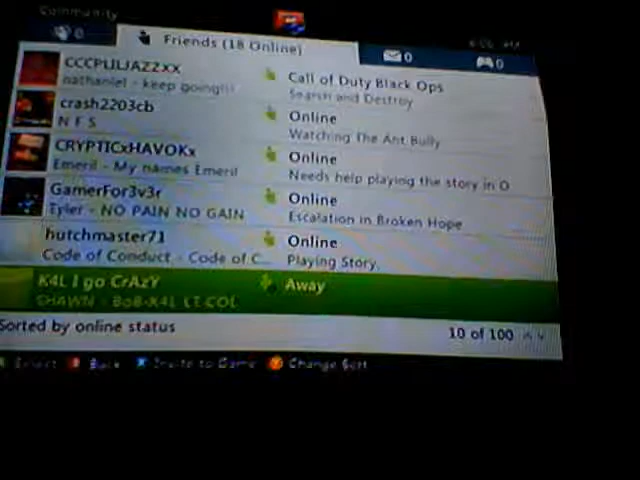 Community
0
Friends (18 Online)
0
0
nathaniel - keep going!!!
Call of Duty Black Ops
Search and Destroy
crash2203cb
N F S
Online
Watching The Ant Bully
CRYPTICxHAVOKx
Emeril - My names Emeril
Online
Needs help playing the story in O
GamerFor3v3r
Tyler - NO PAIN NO GAIN
Online
Escalation in Broken Hope
hutchmaster71
Code of Conduct - Code of C...
Online
Playing Story.
K4L I go CrAzY
SHAWN - BoB-K4L LT.COL
Away
Sorted by online status
10 of 100
Select
B Back
X Invite to Game
Y Change Sort